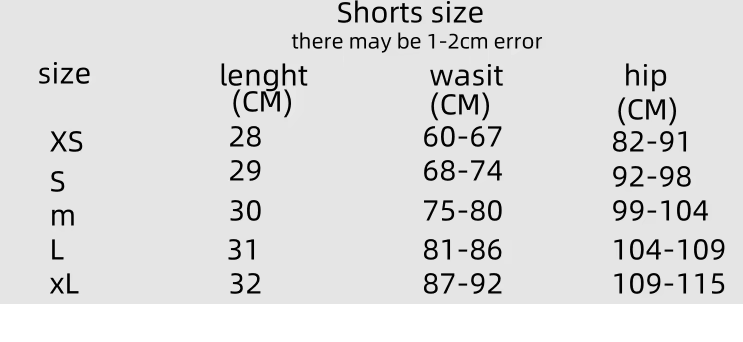 Shorts size
there may be 1-2cm error
size lenght (CM) wasit (CM) hip (CM)
XS 28 60-67 82-91
S 29 68-74 92-98
m 30 75-80 99-104
L 31 81-86 104-109
xL 32 87-92 109-115